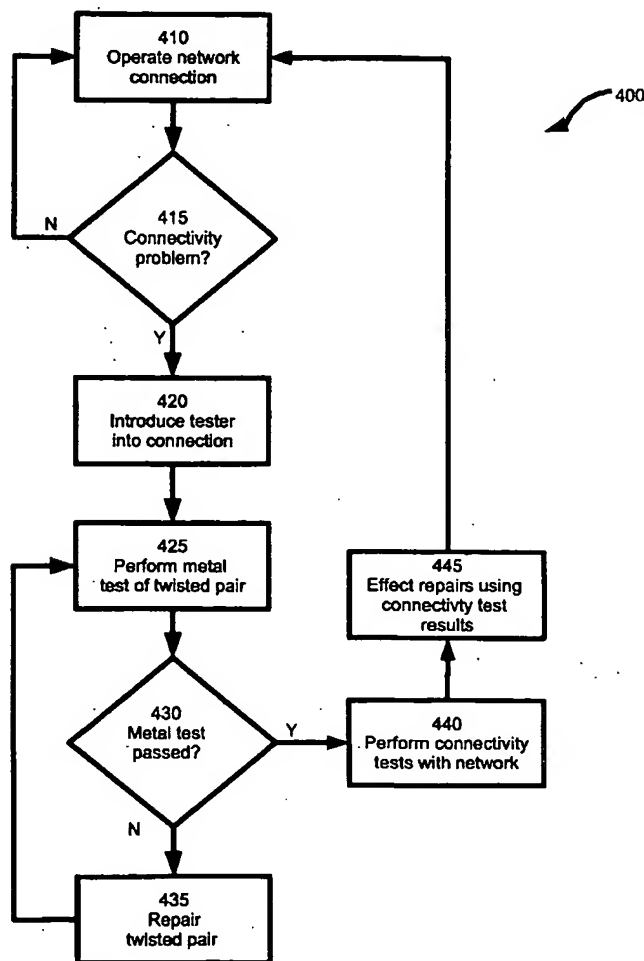 410
Operate network
connection
400
415
Connectivity
problem?
N
Y
420
Introduce tester
into connection
425
Perform metal
test of twisted pair
445
Effect repairs using
connectivty test
results
430
Metal test
passed?
Y
440
Perform connectivity
tests with network
N
435
Repair
twisted pair